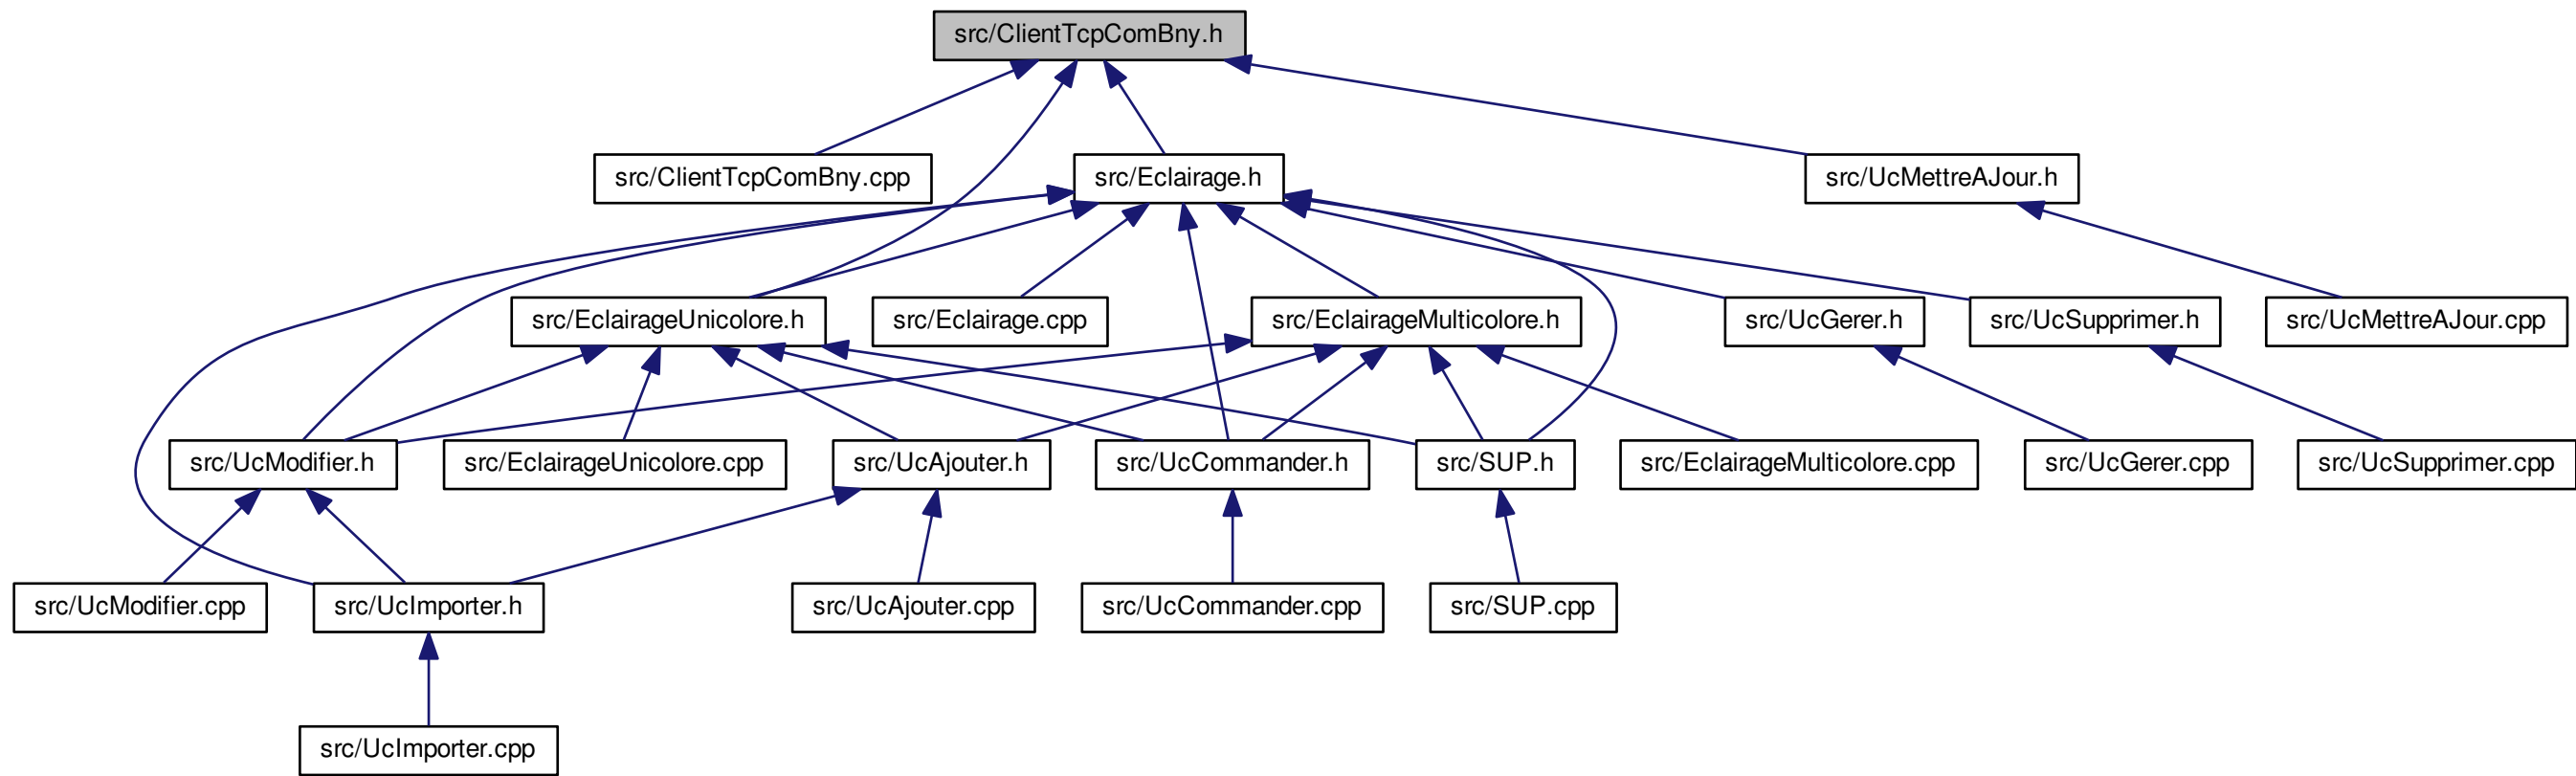 src/ClientTcpComBny.h
src/ClientTcpComBny.cpp
src/Eclairage.h
src/UcMettreAJour.h
src/EclairageUnicolore.h
src/Eclairage.cpp
src/EclairageMulticolore.h
src/UcGerer.h
src/UcSupprimer.h
src/UcMettreAJour.cpp
src/UcModifier.h
src/EclairageUnicolore.cpp
src/UcAjouter.h
src/UcCommander.h
src/SUP.h
src/EclairageMulticolore.cpp
src/UcGerer.cpp
src/UcSupprimer.cpp
src/UcModifier.cpp
src/UcImporter.h
src/UcAjouter.cpp
src/UcCommander.cpp
src/SUP.cpp
src/UcImporter.cpp